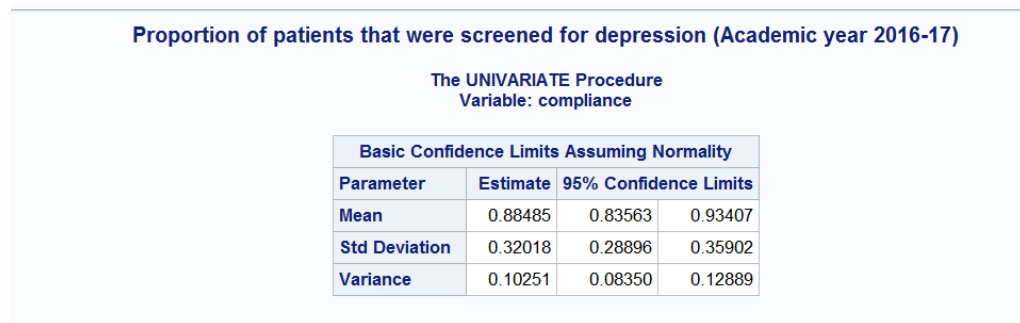 Proportion of patients that were screened for depression (Academic year 2016-17)
The UNIVARIATE Procedure
Variable: compliance
Basic Confidence Limits Assuming Normality
Parameter Estimate 95% Confidence Limits
Mean 0.88485 0.83563 0.93407
Std Deviation 0.32018 0.28896 0.35902
Variance 0.10251 0.08350 0.12889